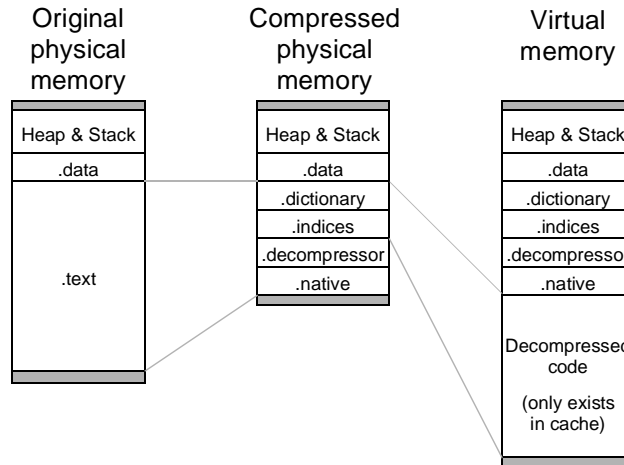 Original
physical
memory
Compressed
physical
memory
Virtual
memory
Heap & Stack
.data
.text
Heap & Stack
.data
.dictionary
.indices
.decompressor
.native
Heap & Stack
.data
.dictionary
.indices
.decompresso
.native
Decompressed
code
(only exists
in cache)